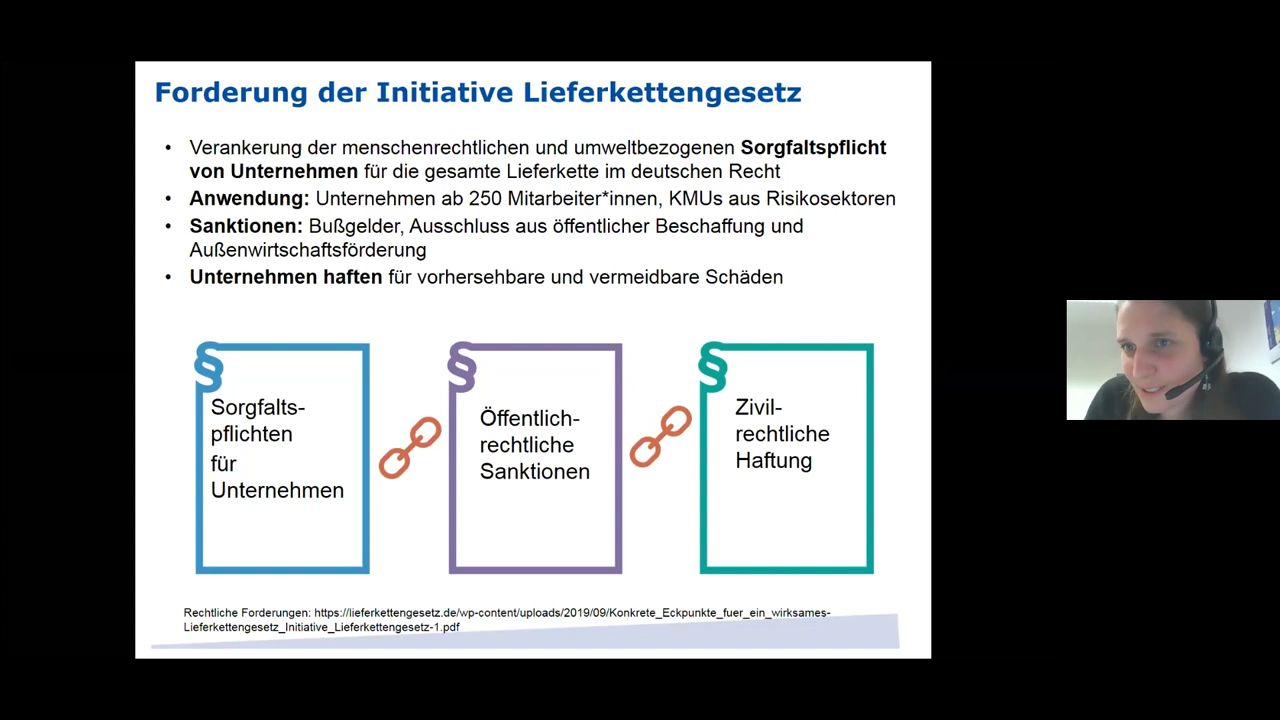 Forderung der Initiative Lieferkettengesetz
• Verankerung der menschenrechtlichen und umweltbezogenen Sorgfaltspflicht
von Unternehmen für die gesamte Lieferkette im deutschen Recht
• Anwendung: Unternehmen ab 250 Mitarbeiter*innen, KMUs aus Risikosektoren
• Sanktionen: Bußgelder, Ausschluss aus öffentlicher Beschaffung und
Außenwirtschaftsförderung
• Unternehmen haften für vorhersehbare und vermeidbare Schäden
§
Sorgfalts-
pflichten
für
Unternehmen
§
Öffentlich-
rechtliche
Sanktionen
§
Zivil-
rechtliche
Haftung
Rechtliche Forderungen: https://lieferkettengesetz.de/wp-content/uploads/2019/09/Konkrete_Eckpunkte_fuer_ein_wirksames-
Lieferkettengesetz_Initiative_Lieferkettengesetz-1.pdf